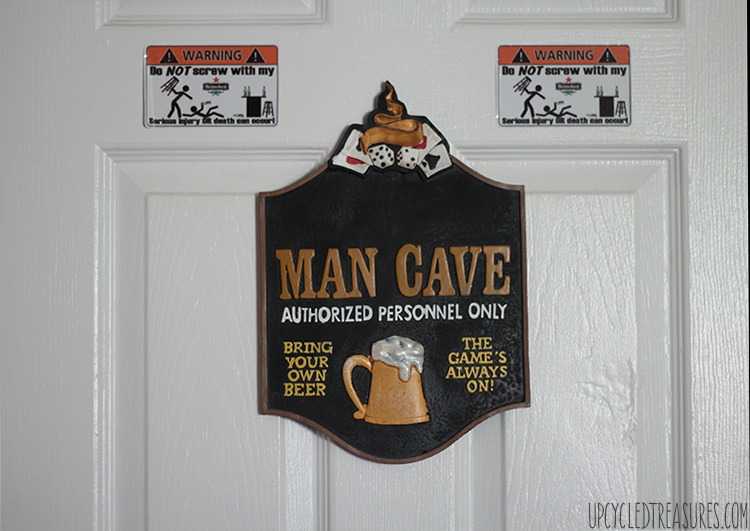 WARNING
Do NOT screw with my
Heineken
Serious injury OR death can occur!
WARNING
Do NOT screw with my
Heineken
Serious injury OR death can occur!
MAN CAVE
AUTHORIZED PERSONNEL ONLY
BRING
YOUR
OWN
BEER
THE
GAME'S
ALWAYS
ON!
UPCYCLEDTREASURES.COM